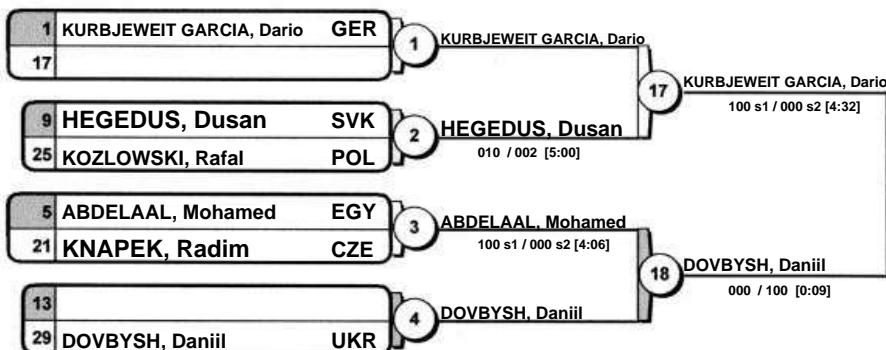 1 KURBJEWEIT GARCIA, Dario GER
17
1
KURBJEWEIT GARCIA, Dario
9 HEGEDUS, Dusan SVK
25 KOZLOWSKI, Rafal POL
2
HEGEDUS, Dusan
010 / 002 [5:00]
17
KURBJEWEIT GARCIA, Dario
100 s1 / 000 s2 [4:32]
5 ABDELAAL, Mohamed EGY
21 KNAPEK, Radim CZE
3
ABDELAAL, Mohamed
100 s1 / 000 s2 [4:06]
13
29 DOVBYSH, Daniil UKR
4
DOVBYSH, Daniil
18
DOVBYSH, Daniil
000 / 100 [0:09]